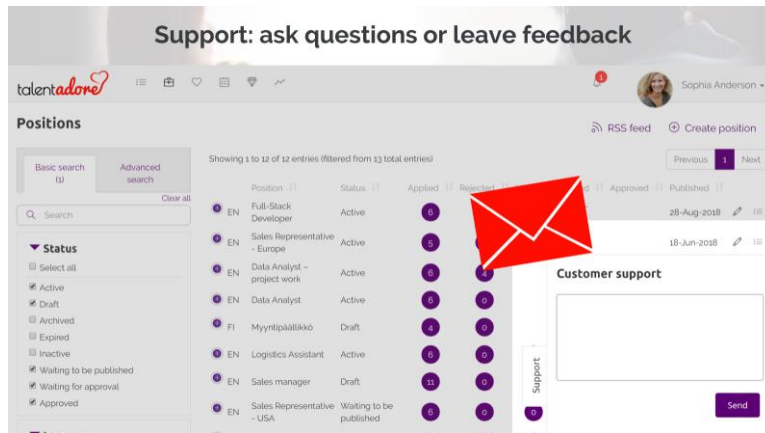 Support: ask questions or leave feedback
talentadore
1
Sophia Anderson
Positions
RSS feed
Create position
Basic search (1)
Advanced search
Clear all
Search
Status
Select all
Active
Draft
Archived
Expired
Inactive
Waiting to be published
Waiting for approval
Approved
Showing 1 to 12 of 12 entries (filtered from 13 total entries)
Previous 1 Next
Position Status Applied Rejected Approved Published
EN Full-Stack Developer Active 6 28-Aug-2018
EN Sales Representative - Europe Active 5 18-Jun-2018
EN Data Analyst – project work Active 6 4
EN Data Analyst Active 6 0
FI Myyntipäällikkö Draft 4 0
EN Logistics Assistant Active 6 0
EN Sales manager Draft 11 0
EN Sales Representative - USA Waiting to be published 6 0 0
Customer support
Support
Send